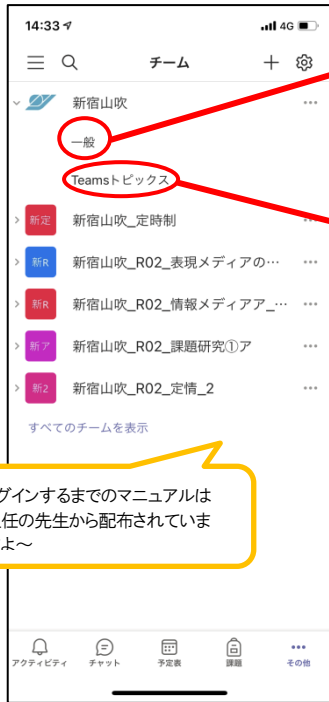 14:33
4G
チーム
新宿山吹
一般
Teamsトピックス
新定 新宿山吹_定時制
新R 新宿山吹_R02_表現メディアの…
新R 新宿山吹_R02_情報メディアア_…
新ア 新宿山吹_R02_課題研究①ア
新2 新宿山吹_R02_定情_2
すべてのチームを表示
グインするまでのマニュアルは
任の先生から配布されていま
よ～
アクティビティ チャット 予定表 課題 その他